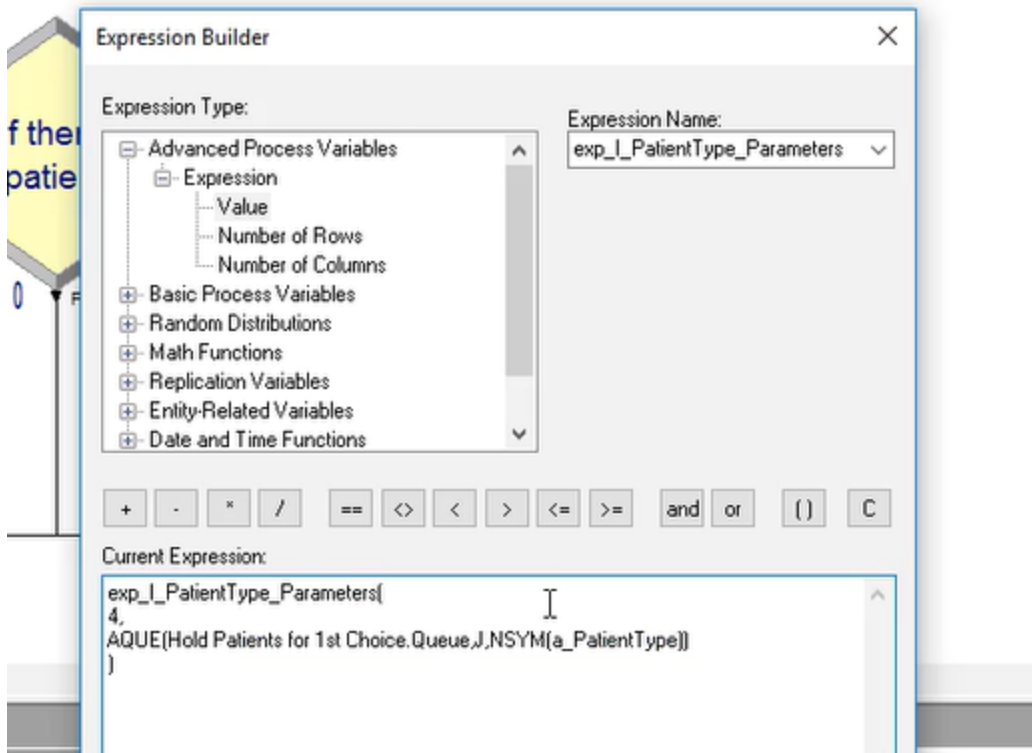 Expression Builder
f ther
patie
0
Expression Type:
Advanced Process Variables
Expression
Value
Number of Rows
Number of Columns
Basic Process Variables
Random Distributions
Math Functions
Replication Variables
Entity-Related Variables
Date and Time Functions
Expression Name:
exp_I_PatientType_Parameters
+ - * / == <> < > <= >= and or () C
Current Expression:
exp_I_PatientType_Parameters(
4,
AQUE(Hold Patients for 1st Choice.Queue,J,NSYM(a_PatientType))
)